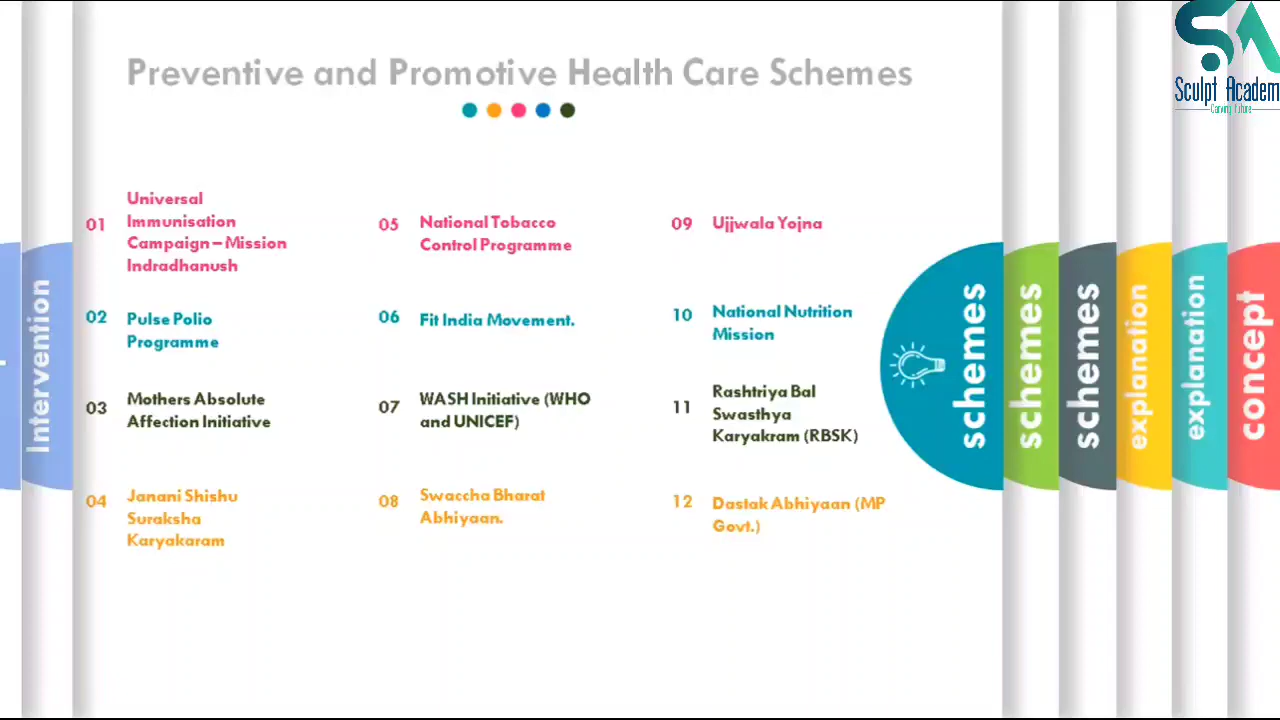 Preventive and Promotive Health Care Schemes
01
Universal
Immunisation
Campaign – Mission
Indradhanush
02
Pulse Polio
Programme
03
Mothers Absolute
Affection Initiative
04
Janani Shishu
Suraksha
Karyakaram
05
National Tobacco
Control Programme
06
Fit India Movement.
07
WASH Initiative (WHO
and UNICEF)
08
Swaccha Bharat
Abhiyaan.
09
Ujjwala Yojna
10
National Nutrition
Mission
11
Rashtriya Bal
Swasthya
Karyakram (RBSK)
12
Dastak Abhiyaan (MP
Govt.)
Intervention
schemes
schemes
schemes
explanation
explanation
concept
SA
Sculpt Academ
Carving Future